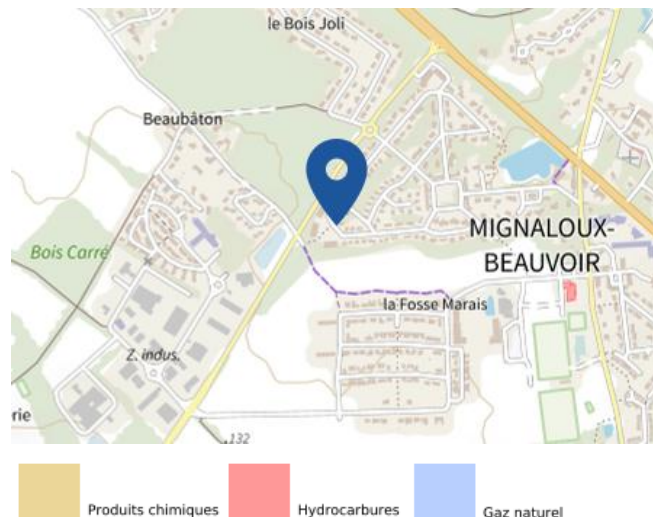 le Bois Joli
Beaubâton
MIGNALOUX-
BEAUVOIR
Bois Carré
la Fosse Marais
Z. indus.
rie
132
Produits chimiques
Hydrocarbures
Gaz naturel